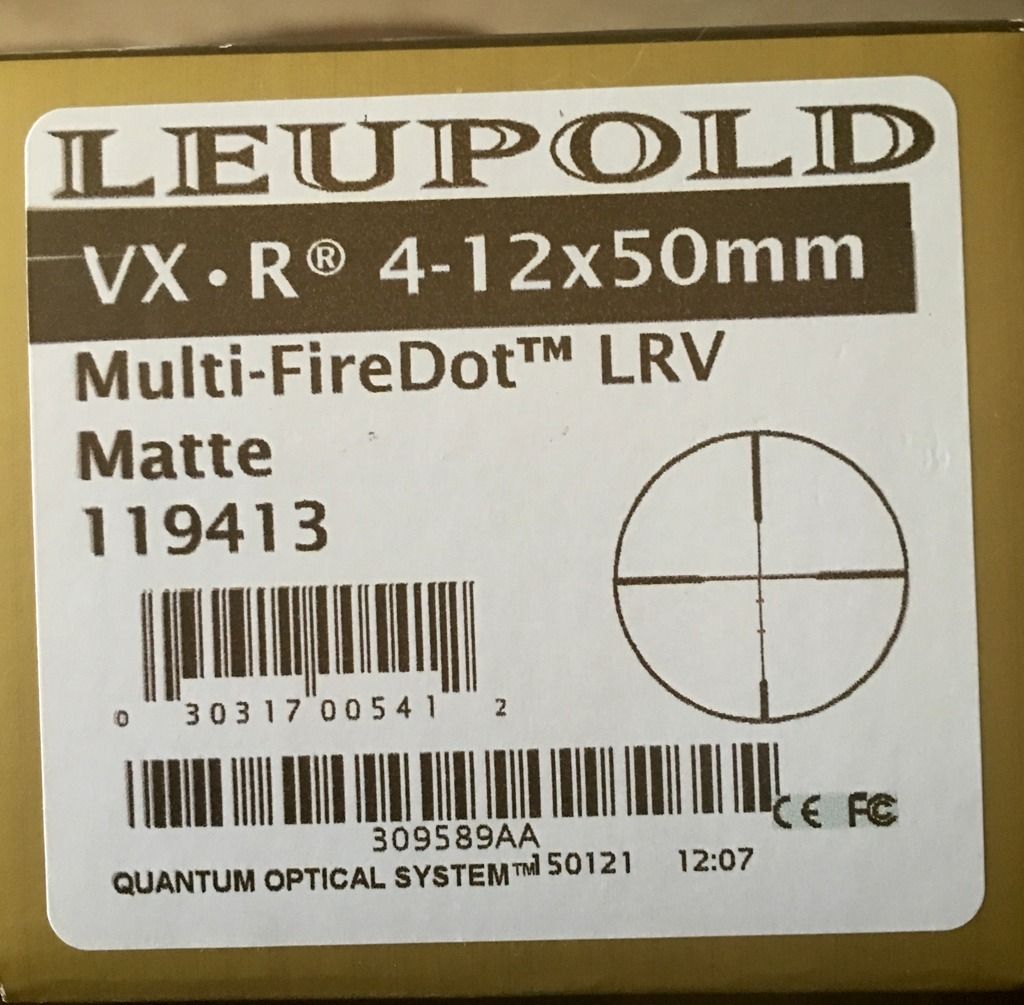 LEUPOLD
VX•R® 4-12x50mm
Multi-FireDot™ LRV
Matte
119413
0 30317 00541 2
309589AA
QUANTUM OPTICAL SYSTEM™ 150121 12:07
CE FC